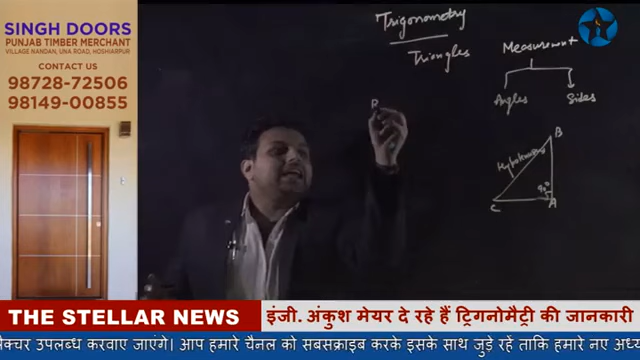 SINGH DOORS
PUNJAB TIMBER MERCHANT
VILLAGE NANDAN, UNA ROAD, HOSHIARPUR
CONTACT US
98728-72506
98149-00855
Trigonometry
Triangles
Measurement
Angles
Sides
B
Hypotenuse
90°
C
A
THE STELLAR NEWS
इंजी. अंकुश मेयर दे रहे हैं ट्रिगनोमैट्री की जानकारी
क्चर उपलब्ध करवाए जाएंगे। आप हमारे चैनल को सबसक्राइब करके इसके साथ जुड़े रहें ताकि हमारे नए अध्य